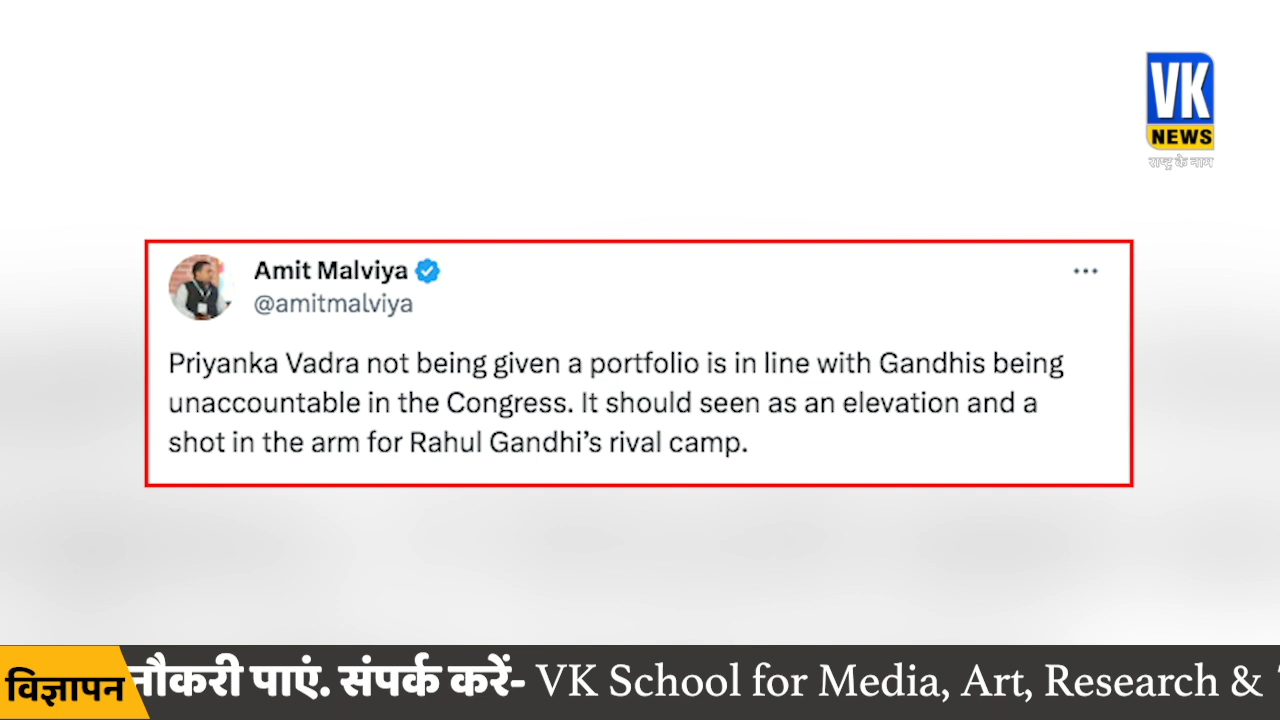 VK
NEWS
राष्ट्र के नाम
Amit Malviya
@amitmalviya
Priyanka Vadra not being given a portfolio is in line with Gandhis being
unaccountable in the Congress. It should seen as an elevation and a
shot in the arm for Rahul Gandhi’s rival camp.
विज्ञापन
नौकरी पाएं. संपर्क करें- VK School for Media, Art, Research &